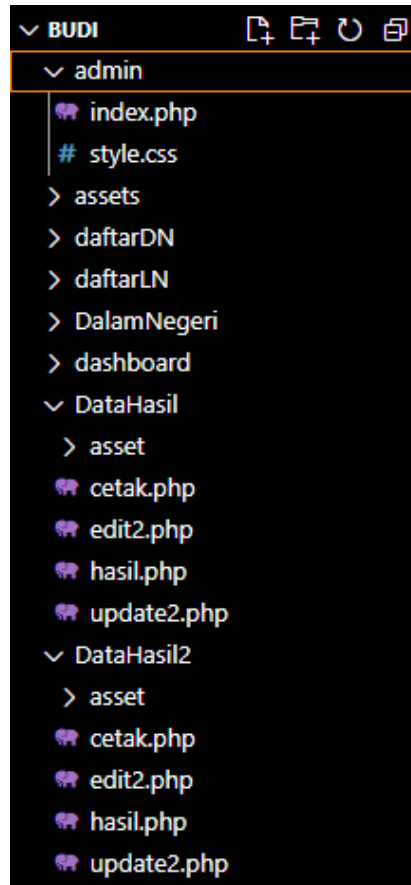 BUDI
admin
index.php
# style.css
assets
daftarDN
daftarLN
DalamNegeri
dashboard
DataHasil
asset
cetak.php
edit2.php
hasil.php
update2.php
DataHasil2
asset
cetak.php
edit2.php
hasil.php
update2.php